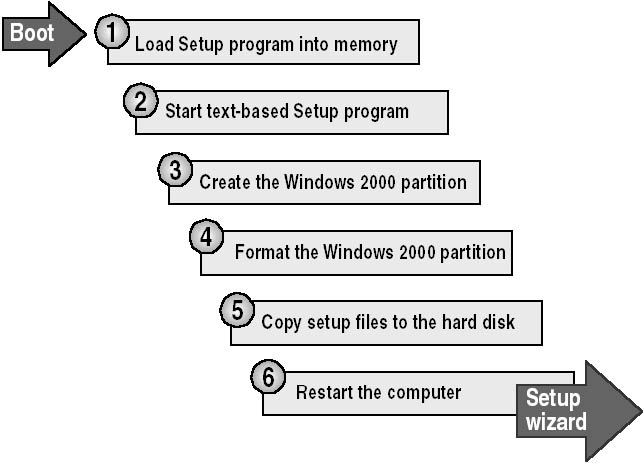 Boot
1
Load Setup program into memory
2
Start text-based Setup program
3
Create the Windows 2000 partition
4
Format the Windows 2000 partition
5
Copy setup files to the hard disk
6
Restart the computer
Setup
wizard